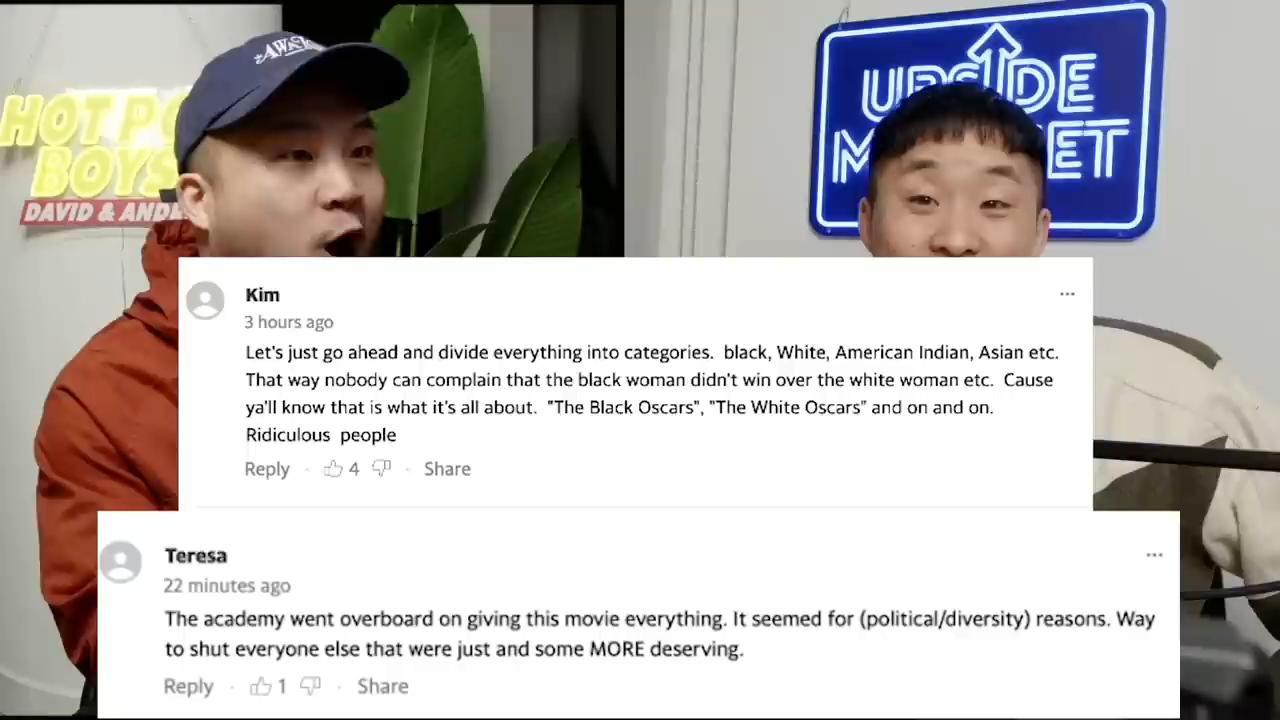 AWAKE
HOT PO
BOYS
DAVID & ANDR
UPSIDE
M KET
Kim
3 hours ago
Let's just go ahead and divide everything into categories.  black, White, American Indian, Asian etc.
That way nobody can complain that the black woman didn't win over the white woman etc.  Cause
ya'll know that is what it's all about.  "The Black Oscars", "The White Oscars" and on and on.
Ridiculous  people
Reply · 4 · Share
Teresa
22 minutes ago
The academy went overboard on giving this movie everything. It seemed for (political/diversity) reasons. Way
to shut everyone else that were just and some MORE deserving.
Reply · 1 · Share